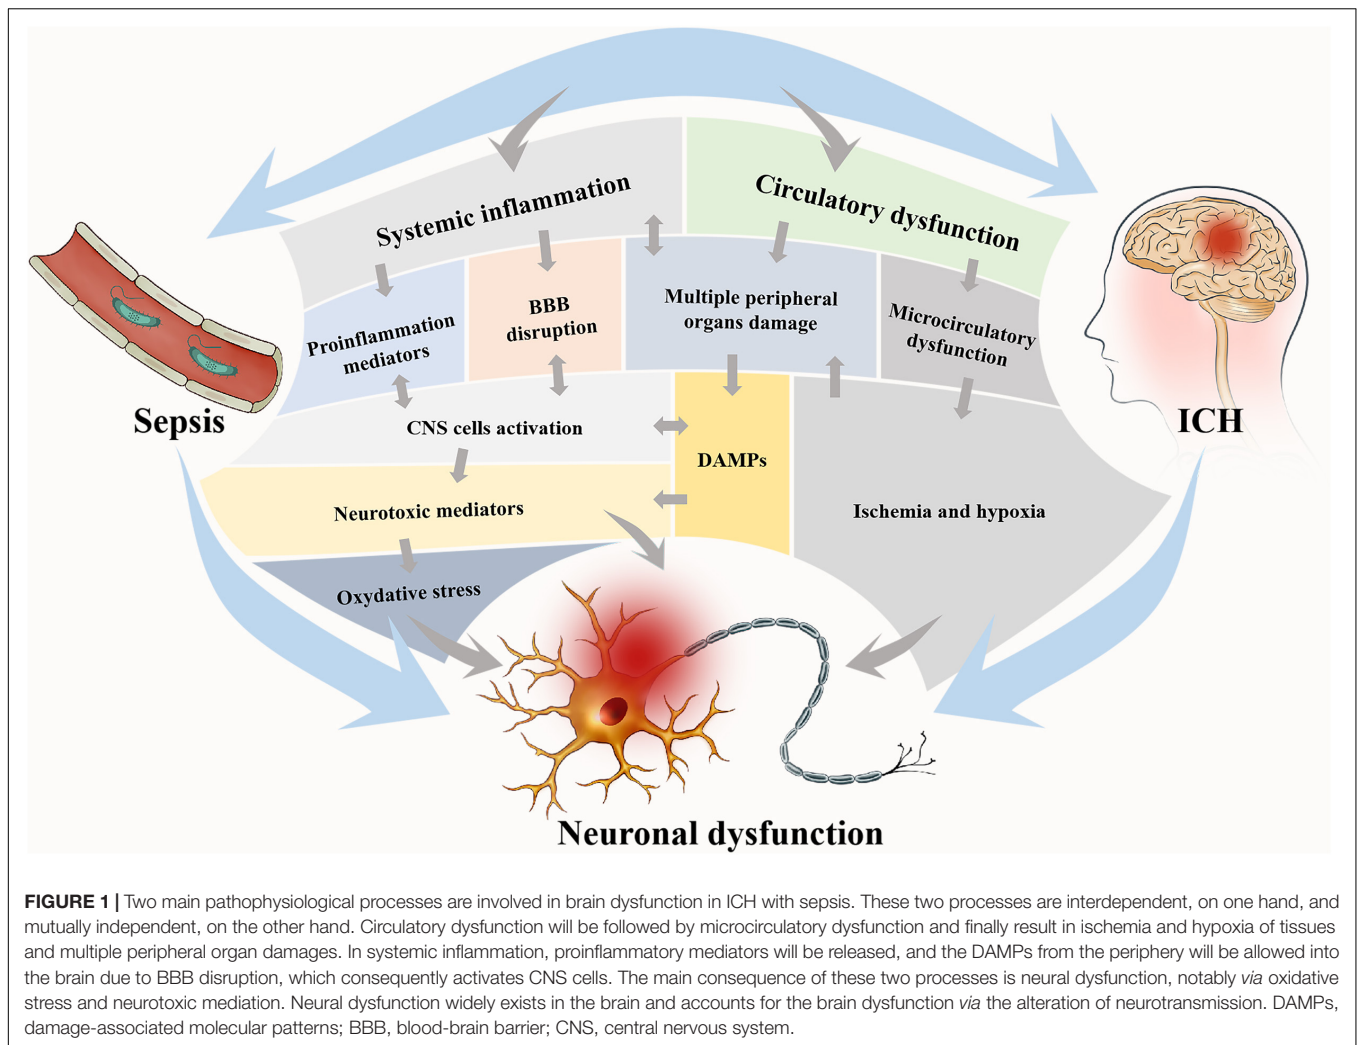 Systemic inflammation
Circulatory dysfunction
Proinflammation
mediators
BBB
disruption
Multiple peripheral
organs damage
Microcirculatory
dysfunction
Sepsis
ICH
CNS cells activation
DAMPs
Neurotoxic mediators
Ischemia and hypoxia
Oxydative stress
Neuronal dysfunction
FIGURE 1 | Two main pathophysiological processes are involved in brain dysfunction in ICH with sepsis. These two processes are interdependent, on one hand, and
mutually independent, on the other hand. Circulatory dysfunction will be followed by microcirculatory dysfunction and finally result in ischemia and hypoxia of tissues
and multiple peripheral organ damages. In systemic inflammation, proinflammatory mediators will be released, and the DAMPs from the periphery will be allowed into
the brain due to BBB disruption, which consequently activates CNS cells. The main consequence of these two processes is neural dysfunction, notably via oxidative
stress and neurotoxic mediation. Neural dysfunction widely exists in the brain and accounts for the brain dysfunction via the alteration of neurotransmission. DAMPs,
damage-associated molecular patterns; BBB, blood-brain barrier; CNS, central nervous system.